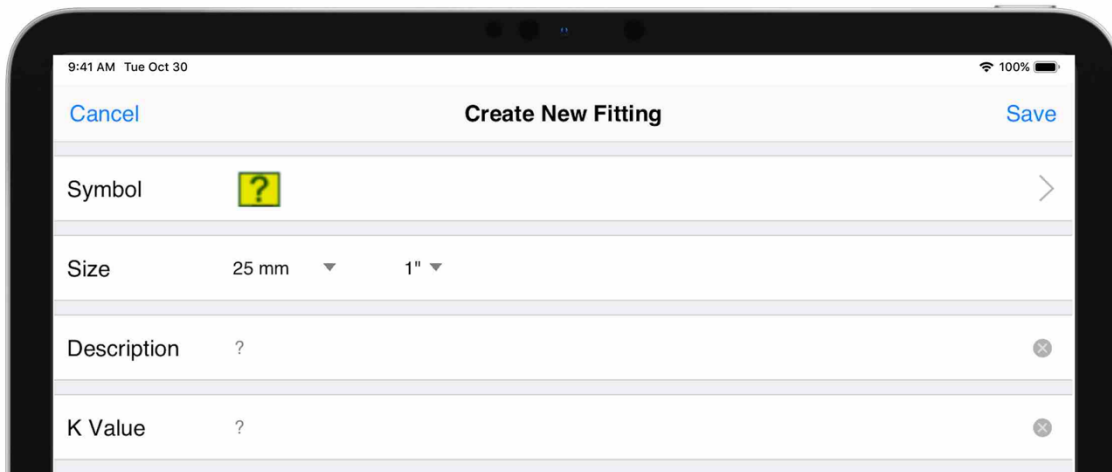 9:41 AM Tue Oct 30 100%
Cancel Create New Fitting Save
Symbol ?
Size 25 mm 1"
Description ?
K Value ?